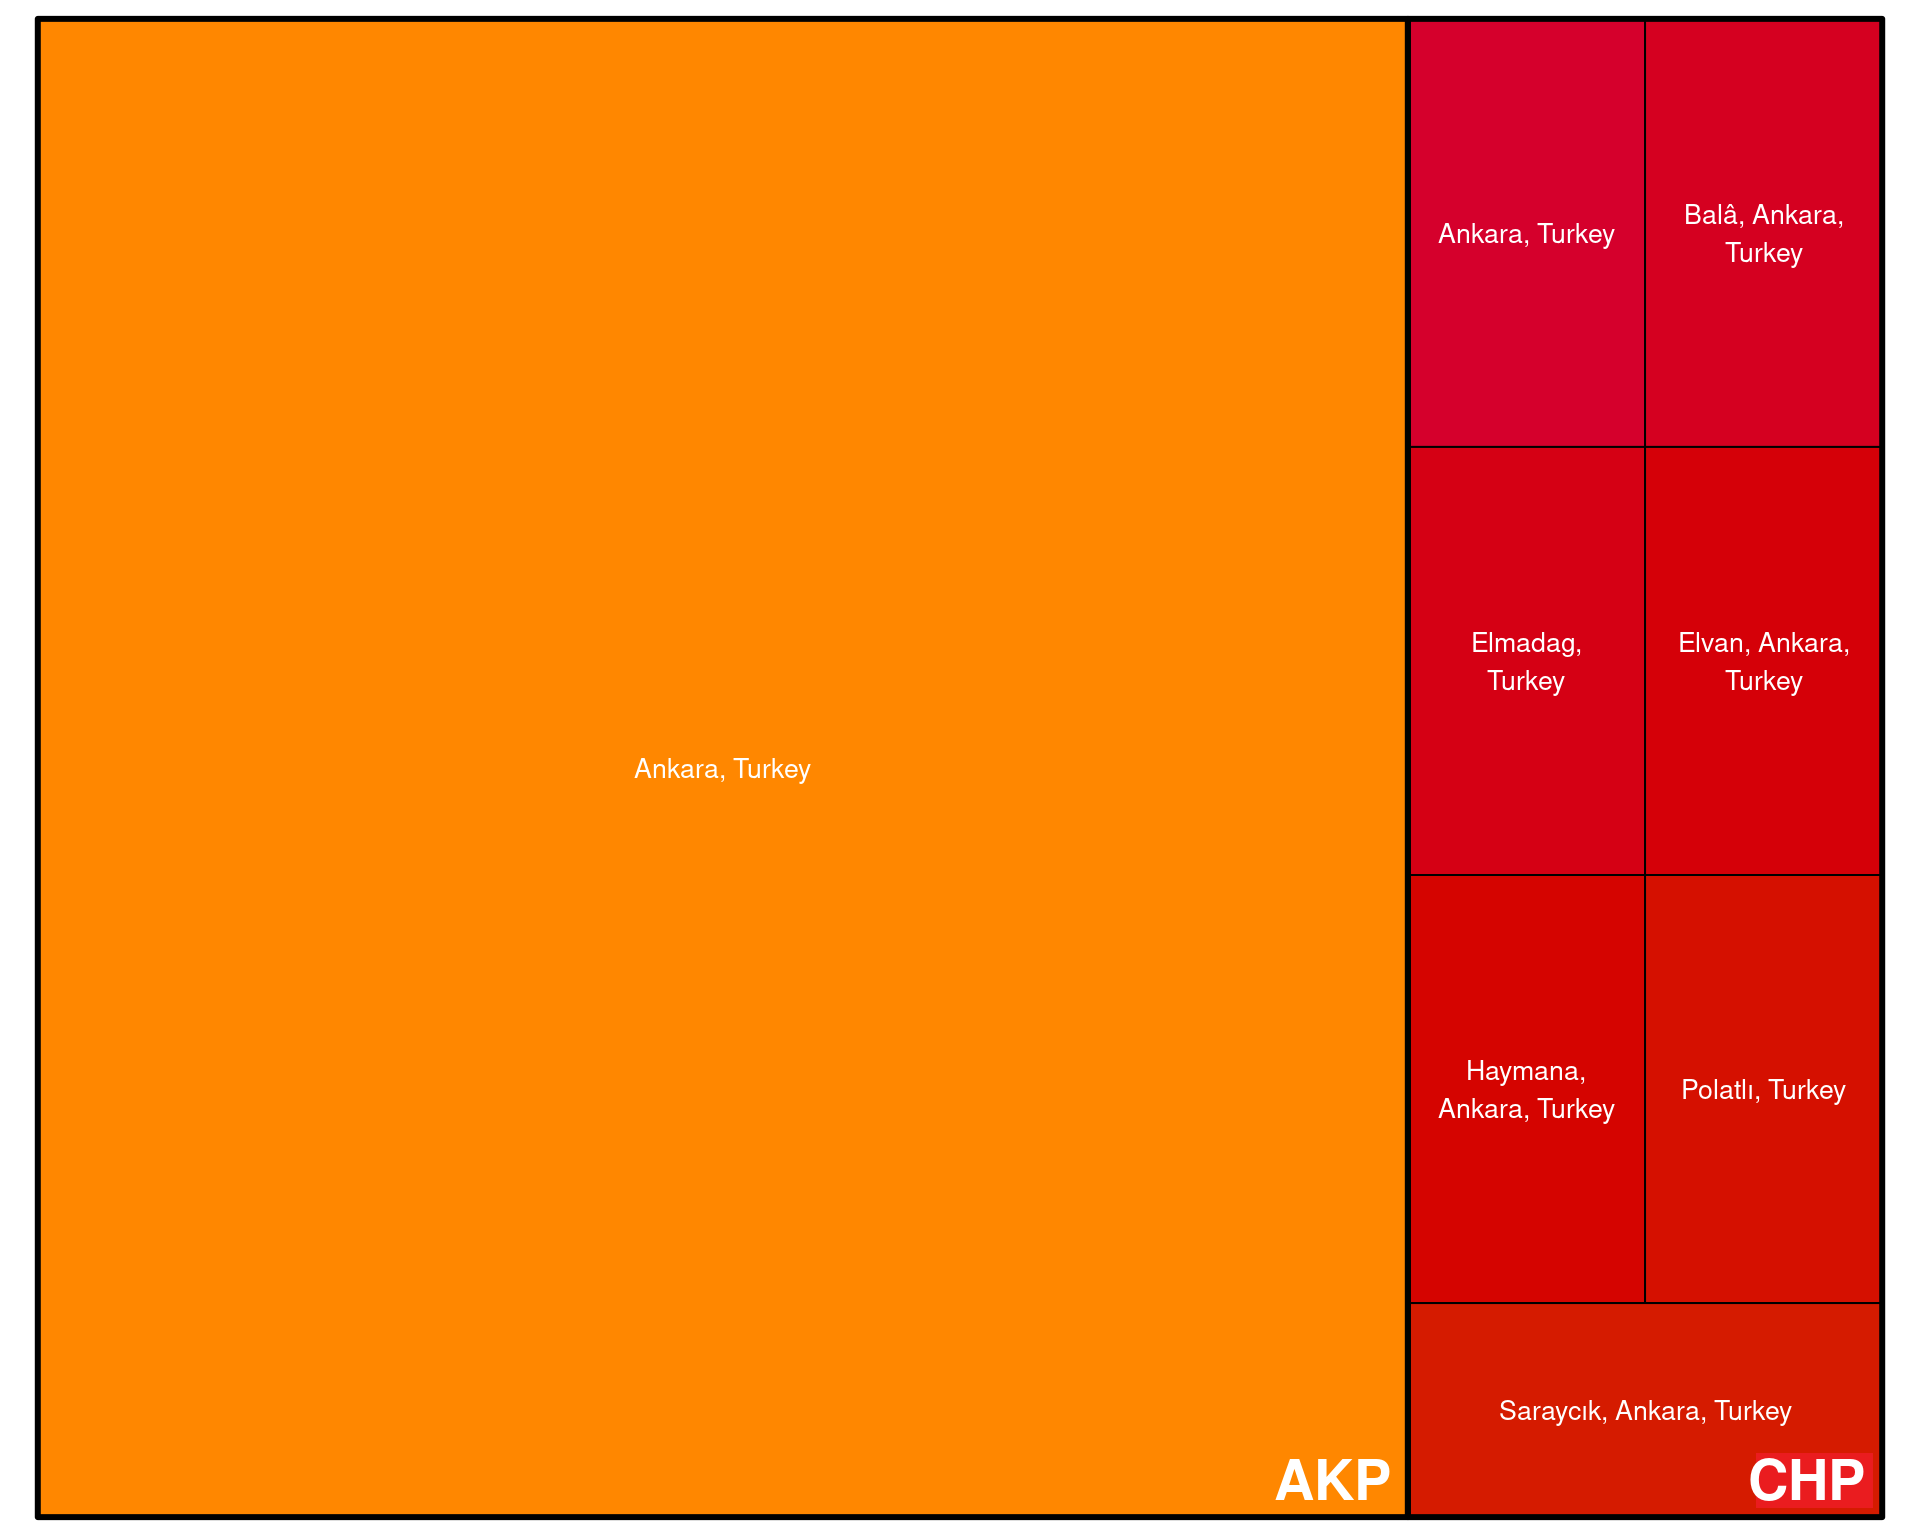 Ankara, Turkey
AKP
Ankara, Turkey
Balâ, Ankara,
Turkey
Elmadag,
Turkey
Elvan, Ankara,
Turkey
Haymana,
Ankara, Turkey
Polatlı, Turkey
Saraycık, Ankara, Turkey
CHP